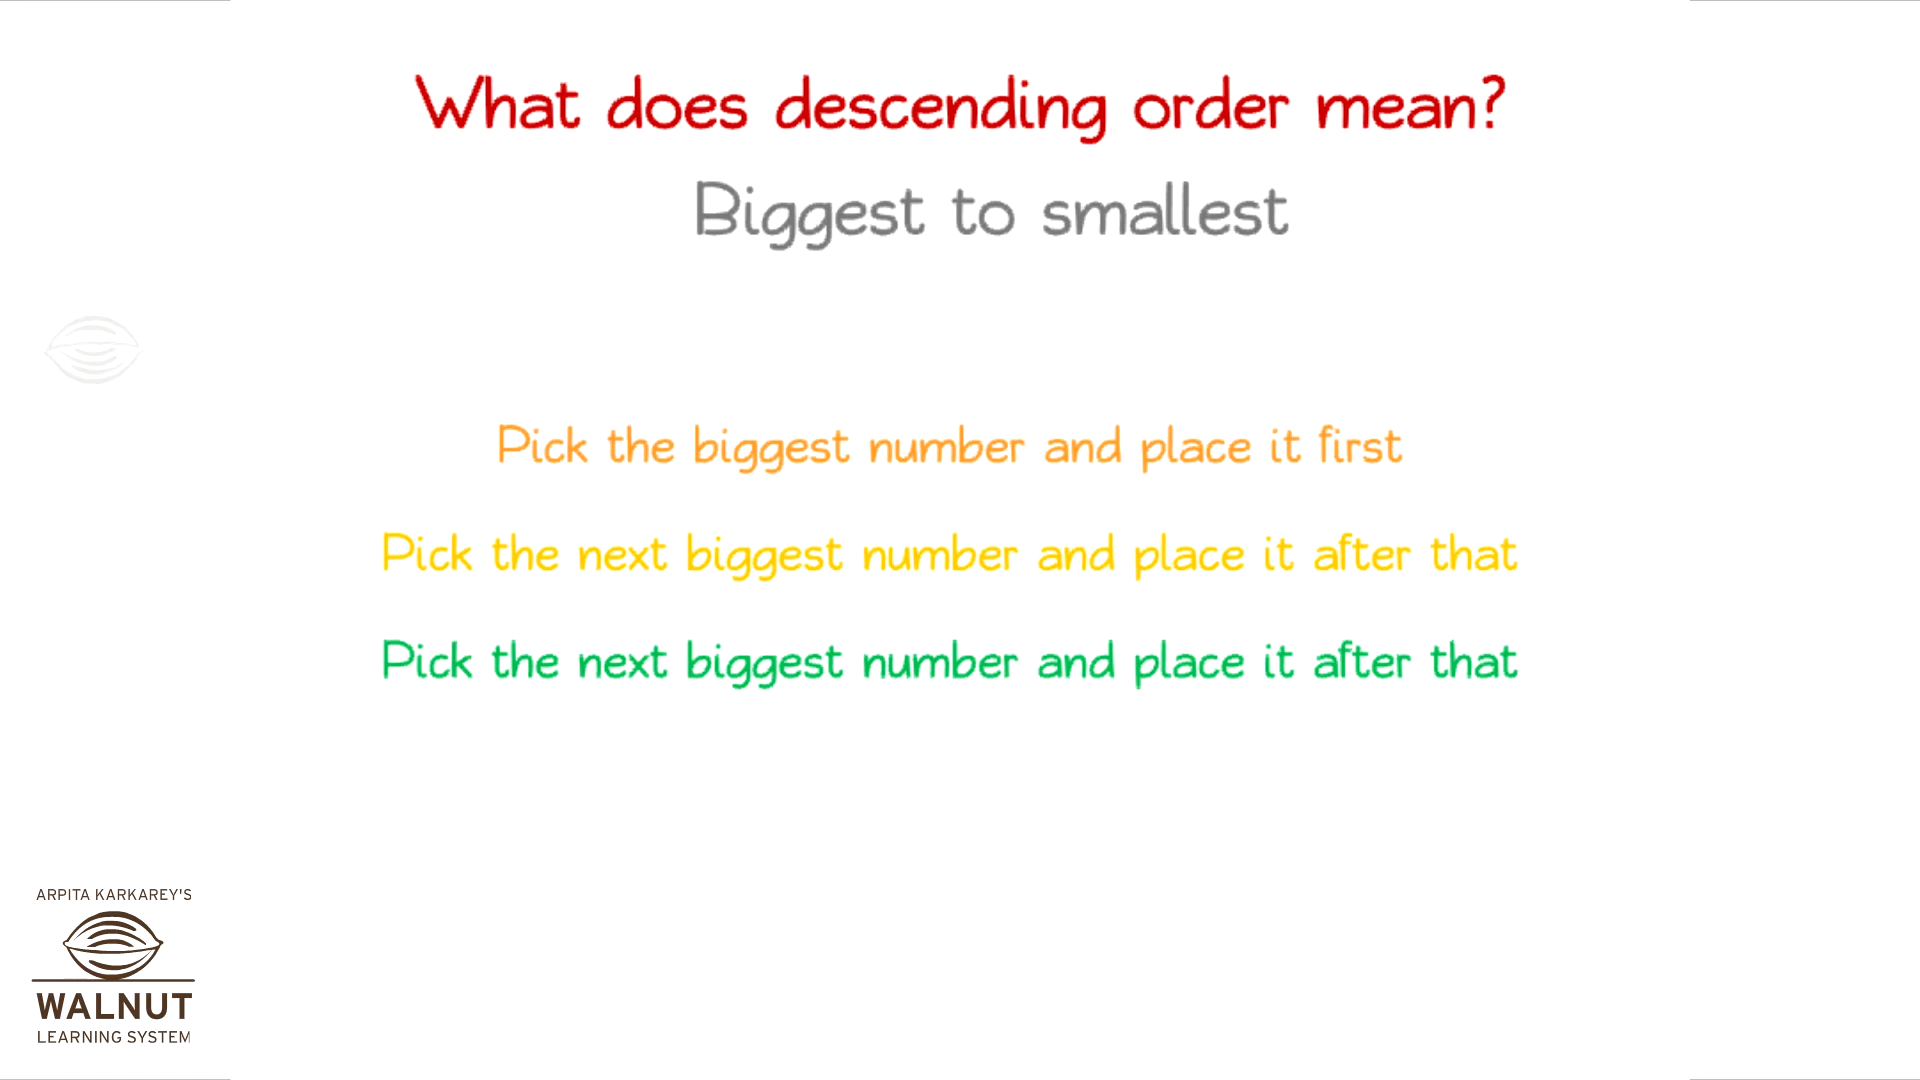 What does descending order mean?
Biggest to smallest
Pick the biggest number and place it first
Pick the next biggest number and place it after that
Pick the next biggest number and place it after that
ARPITA KARKAREY'S
WALNUT
LEARNING SYSTEM